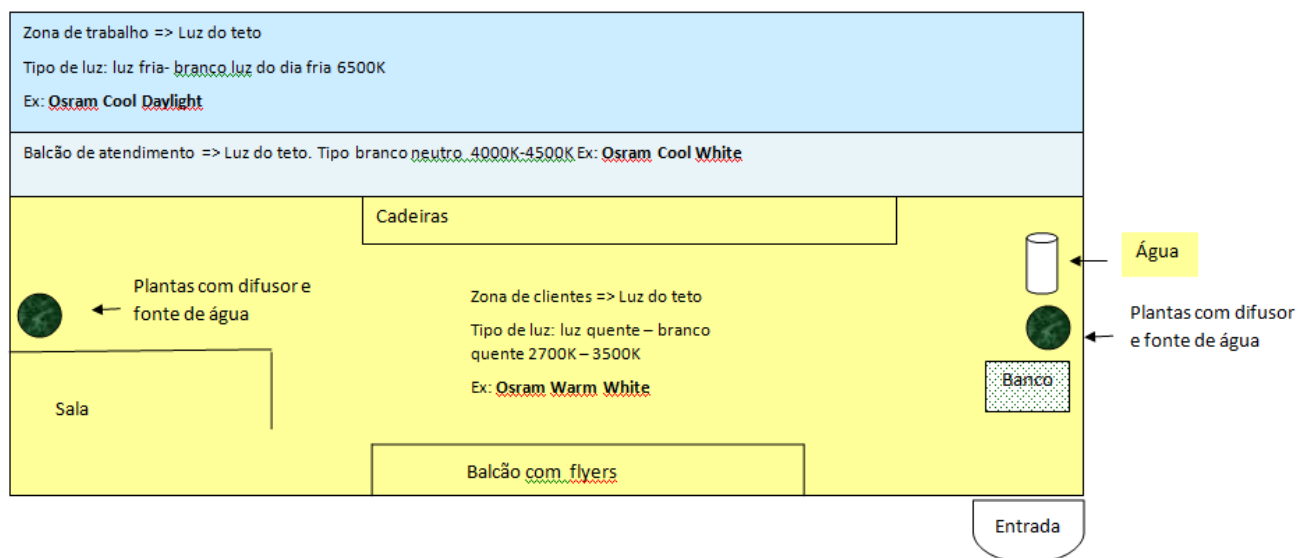 Zona de trabalho => Luz do teto
Tipo de luz: luz fria- branco luz do dia fria 6500K
Ex: Osram Cool Daylight
Balcão de atendimento => Luz do teto. Tipo branco neutro 4000K-4500K Ex: Osram Cool White
Cadeiras
Água
Plantas com difusor e
fonte de água
Zona de clientes => Luz do teto
Tipo de luz: luz quente – branco
quente 2700K – 3500K
Ex: Osram Warm White
Plantas com difusor
e fonte de água
Banco
Sala
Balcão com flyers
Entrada